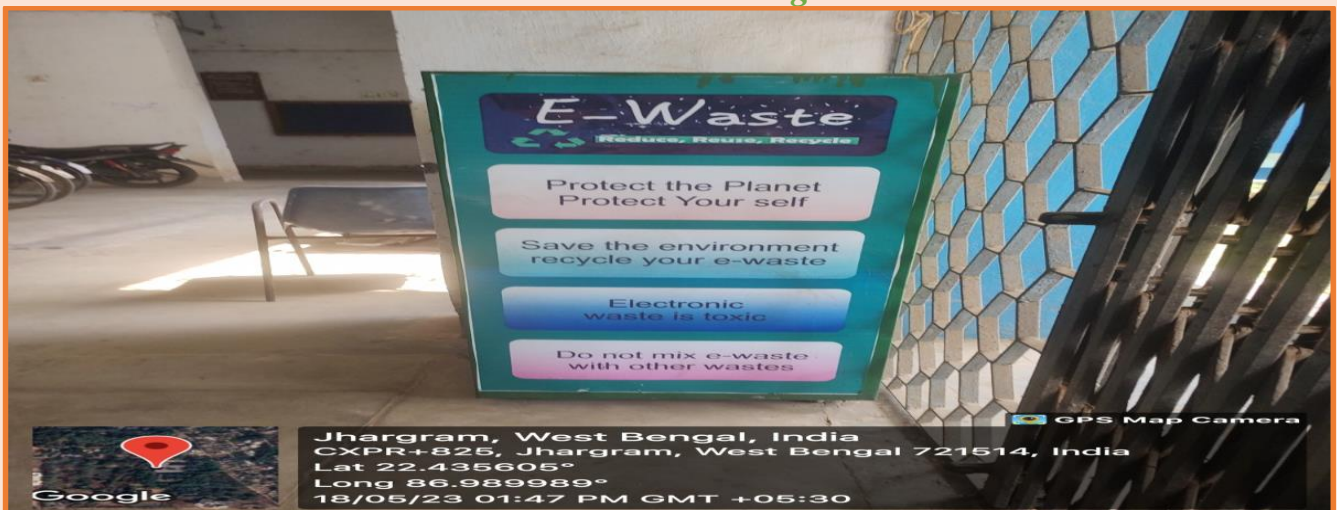 E-Waste
Reduce, Reuse, Recycle
Protect the Planet
Protect Your self
Save the environment
recycle your e-waste
Electronic
waste is toxic
Do not mix e-waste
with other wastes
GPS Map Camera
Jhargram, West Bengal, India
CXPR+825, Jhargram, West Bengal 721514, India
Lat 22.435605°
Long 86.989989°
18/05/23 01:47 PM GMT +05:30
Google